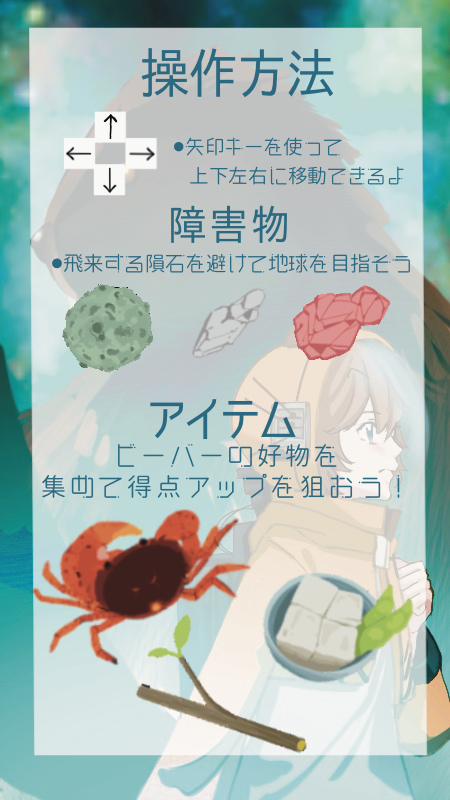 操作方法
↑
← →
↓
●矢印キーを使って
上下左右に移動できるよ
障害物
●飛来する隕石を避けて地球を目指そう
アイテム
ビーバーの好物を
集めて得点アップを狙おう！